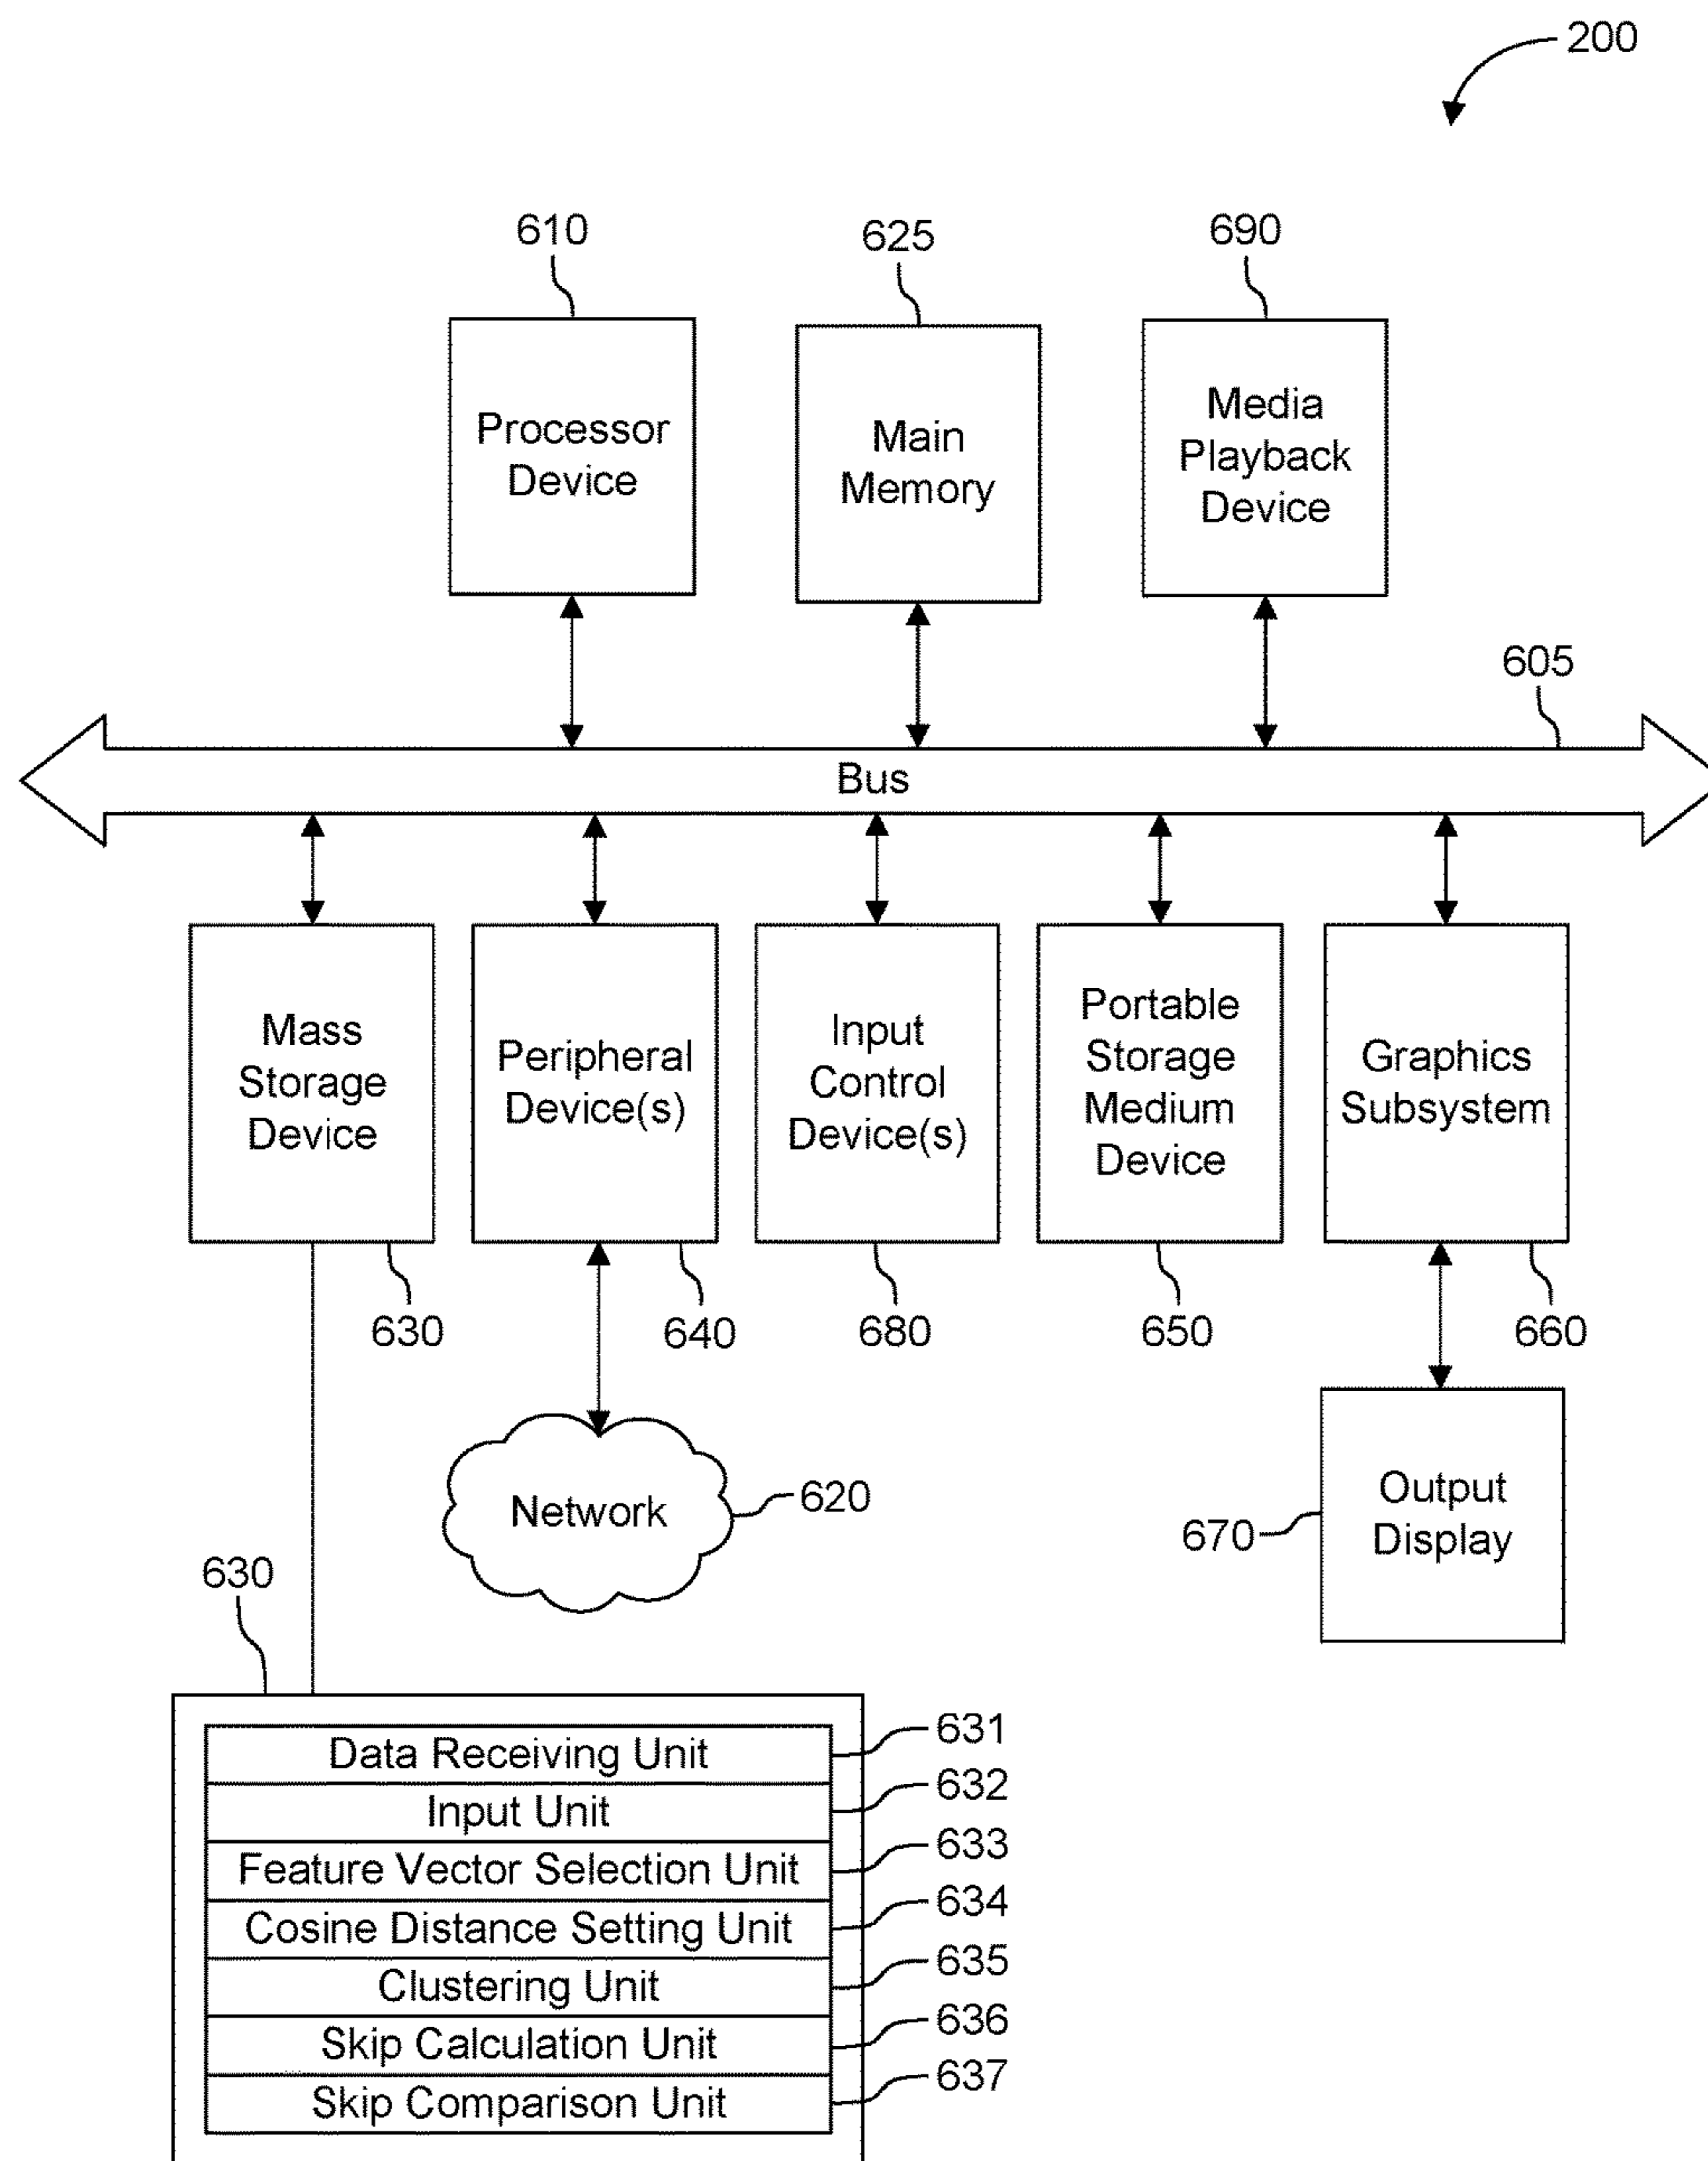 200
610
625
690
Processor
Device
Main
Memory
Media
Playback
Device
605
Bus
Mass
Storage
Device
Peripheral
Device(s)
Input
Control
Device(s)
Portable
Storage
Medium
Device
Graphics
Subsystem
630
640
680
650
660
Network
620
670
Output
Display
630
Data Receiving Unit
631
Input Unit
632
Feature Vector Selection Unit
633
Cosine Distance Setting Unit
634
Clustering Unit
635
Skip Calculation Unit
636
Skip Comparison Unit
637